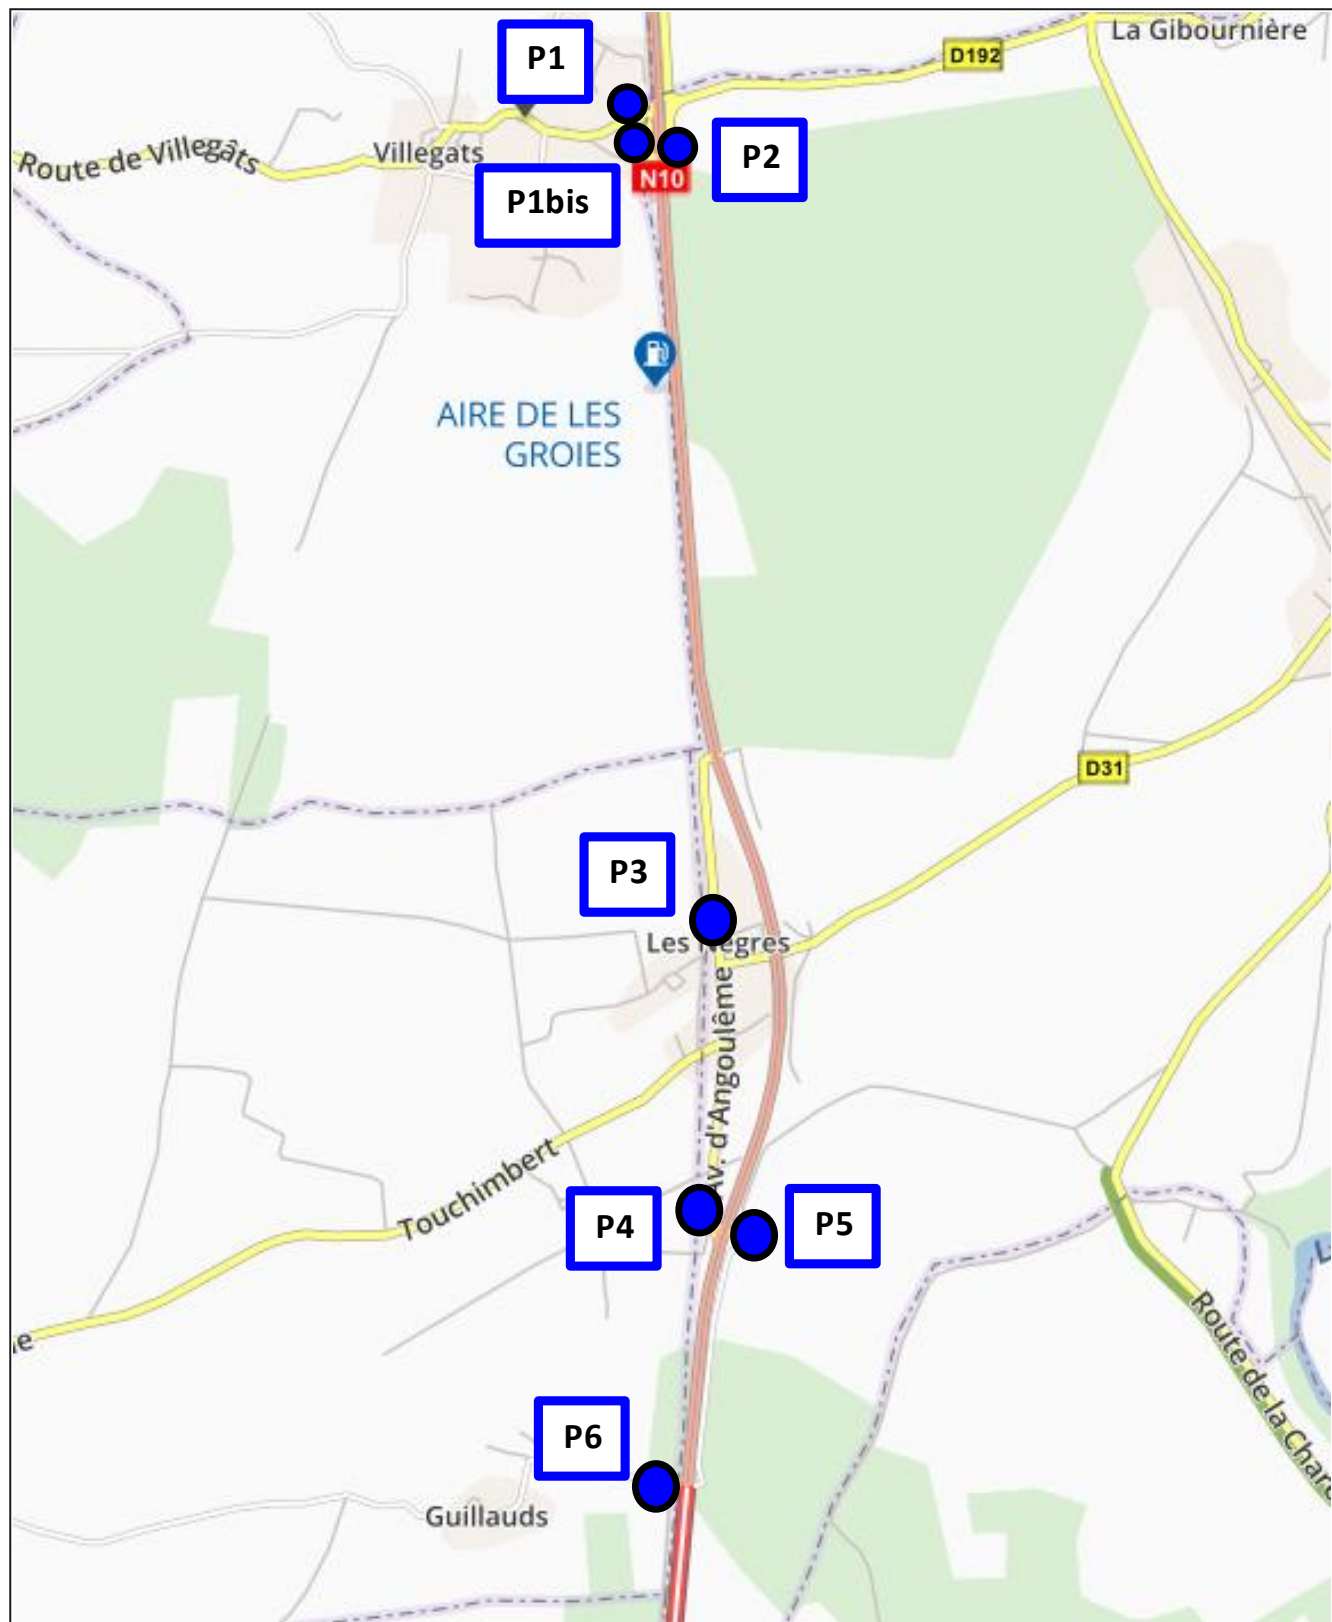 La Gibournière
P1
D192
Route de Villegâts
Villegats
P2
N10
P1bis
AIRE DE LES
GROIES
D31
P3
Les Nègres
Av. d'Angoulême
Touchimbert
P4
P5
Route de la Char
P6
Guillauds